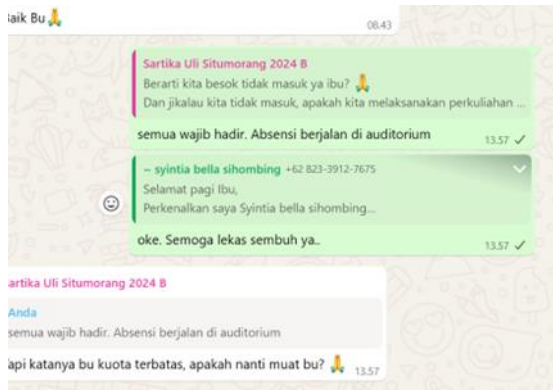 aik Bu🙏
08.43
Sartika Uli Situmorang 2024 B
Berarti kita besok tidak masuk ya ibu? 🙏
Dan jikalau kita tidak masuk, apakah kita melaksanakan perkuliahan ...
semua wajib hadir. Absensi berjalan di auditorium
13.57
~ syintia bella sihombing +62 823-3912-7675
Selamat pagi Ibu,
Perkenalkan saya Syintia bella sihombing...
oke. Semoga lekas sembuh ya..
13.57
artika Uli Situmorang 2024 B
Anda
semua wajib hadir. Absensi berjalan di auditorium
api katanya bu kuota terbatas, apakah nanti muat bu? 🙏
13.57